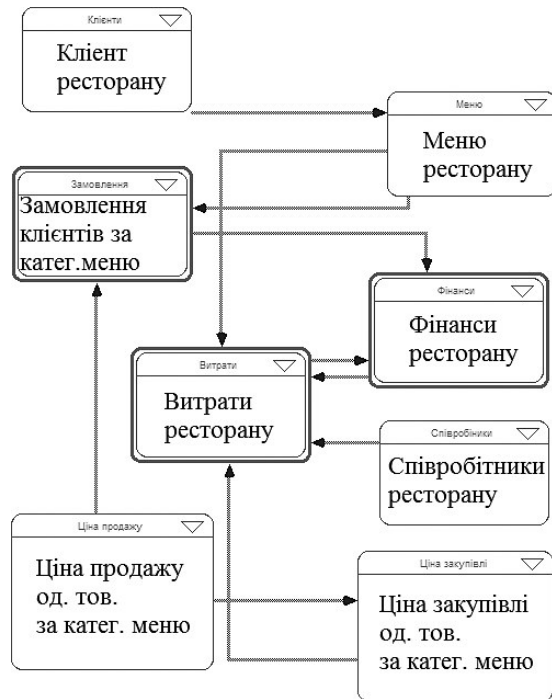 Клієнти
Клієнт
ресторану
Меню
Меню
ресторану
Замовлення
Замовлення
клієнтів за
катег.меню
Фінанси
Фінанси
ресторану
Витрати
Витрати
ресторану
Співробіники
Співробітники
ресторану
Ціна продажу
Ціна продажу
од. тов.
за катег. меню
Ціна закупівлі
Ціна закупівлі
од. тов.
за катег. меню